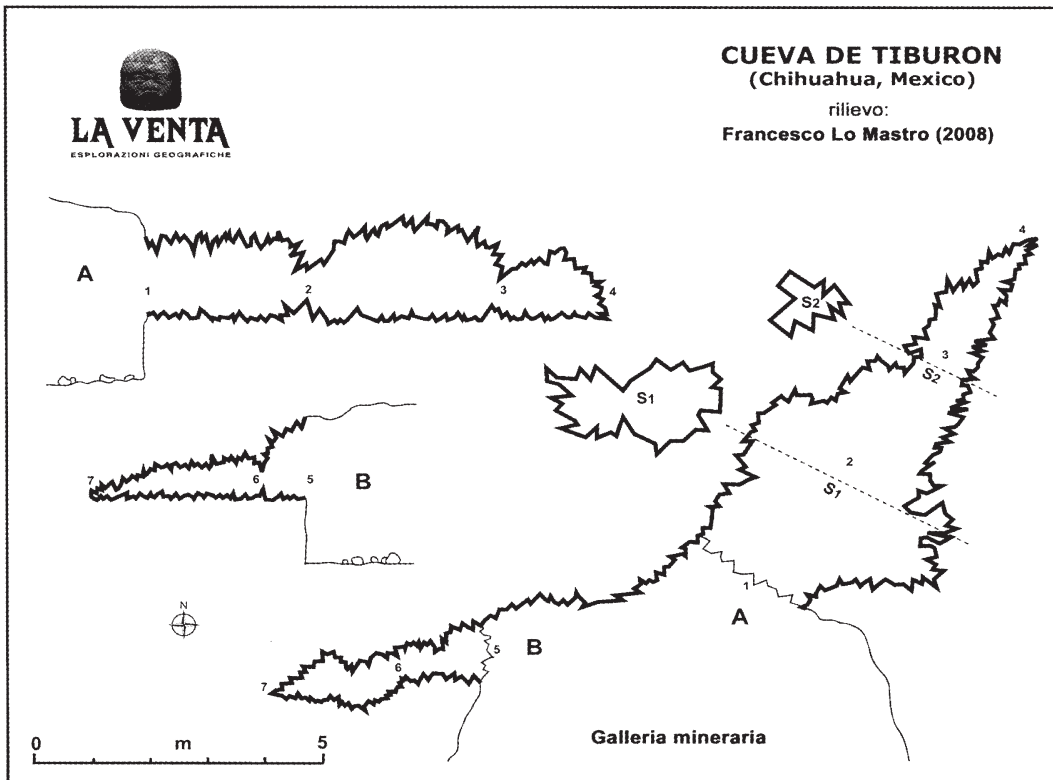 LA VENTA
ESPLORAZIONI GEOGRAFICHE
CUEVA DE TIBURON
(Chihuahua, Mexico)
rilievo:
Francesco Lo Mastro (2008)
A
1
2
3
4
B
7
6
5
S2
S1
4
3
S2
2
S1
1
A
B
5
6
7
N
Galleria mineraria
0 m 5